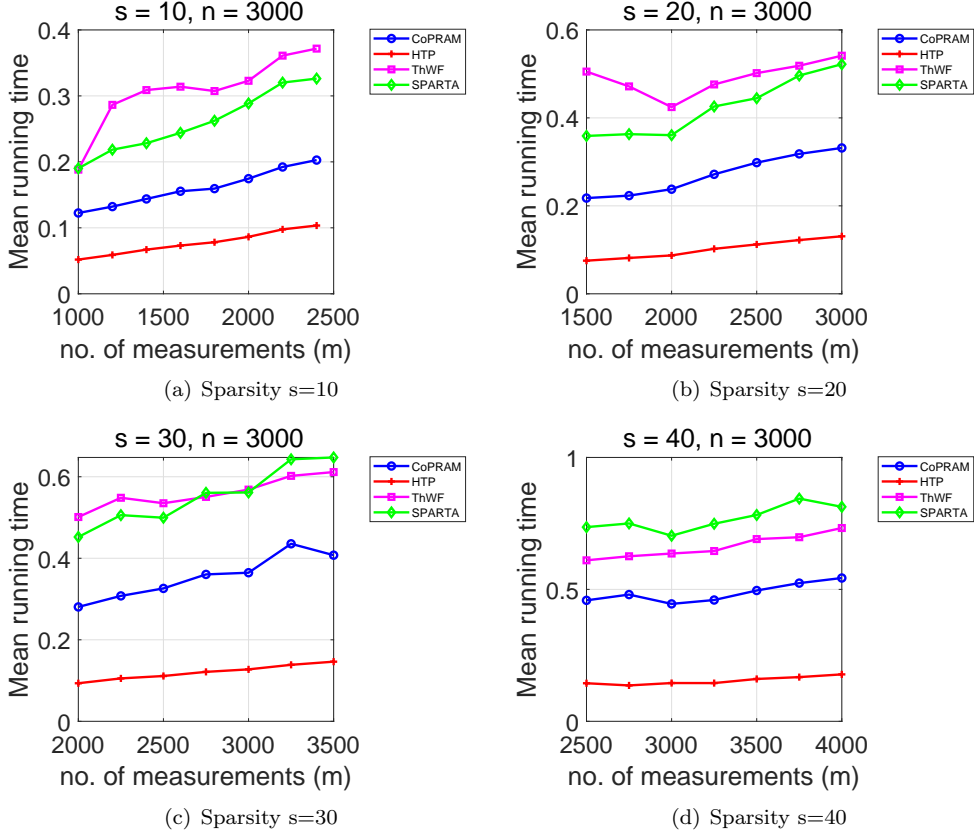 s = 10, n = 3000
Mean running time
0.4
0.3
0.2
0.1
0
1000 1500 2000 2500
no. of measurements (m)
CoPRAM
HTP
ThWF
SPARTA
(a) Sparsity s=10
s = 20, n = 3000
Mean running time
0.6
0.4
0.2
0
1500 2000 2500 3000
no. of measurements (m)
CoPRAM
HTP
ThWF
SPARTA
(b) Sparsity s=20
s = 30, n = 3000
Mean running time
0.6
0.4
0.2
0
2000 2500 3000 3500
no. of measurements (m)
CoPRAM
HTP
ThWF
SPARTA
(c) Sparsity s=30
s = 40, n = 3000
Mean running time
1
0.5
0
2500 3000 3500 4000
no. of measurements (m)
CoPRAM
HTP
ThWF
SPARTA
(d) Sparsity s=40